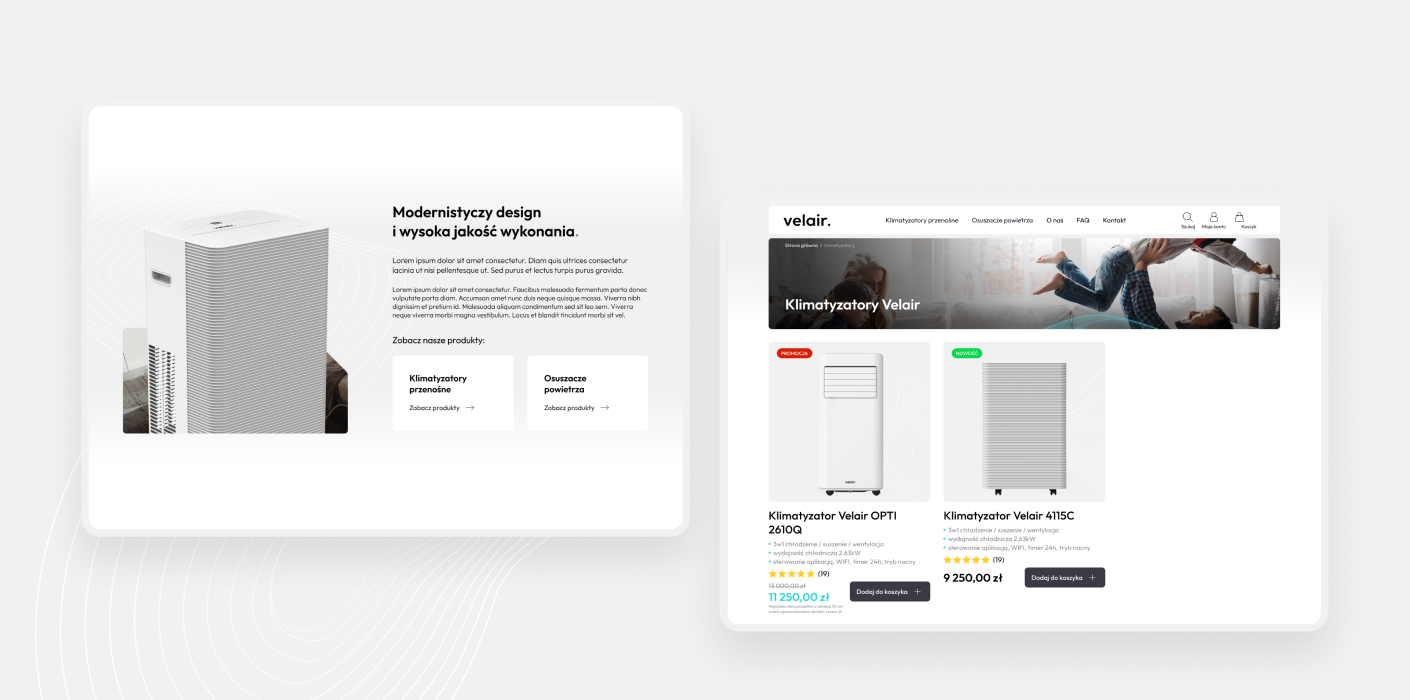 Modernistyczy design
i wysoka jakość wykonania.
Lorem ipsum dolor sit amet consectetur. Diam quis ultrices consectetur
lacinia ut nisi pellentesque ut. Sed purus et lectus turpis purus gravida.
Lorem ipsum dolor sit amet consectetur. Faucibus malesuada fermentum porta donec
vulputate porta diam. Accumsan amet nunc duis neque quisque massa. Viverra nibh
dignissim et pretium id. Malesuada aliquam condimentum sed sit leo sem. Viverra
neque viverra morbi magna vestibulum. Lacus et blandit tincidunt morbi sit vel.
Zobacz nasze produkty:
Klimatyzatory
przenośne
Zobacz produkty
Osuszacze
powietrza
Zobacz produkty
velair.
Klimatyzatory przenośne Osuszacze powietrza O nas FAQ Kontakt
Szukaj Moje konto Koszyk
Strona główna / Klimatyzatory
Klimatyzatory Velair
PROMOCJA
velair.
Klimatyzator Velair OPTI
2610Q
• 3w1 chłodzenie / suszenie / wentylacja
• wydajność chłodnicza 2,63kW
• sterowanie aplikacją, WIFI, timer 24h, tryb nocny
(19)
13 000,00 zł
11 250,00 zł
Dodaj do koszyka +
NOWOŚĆ
Klimatyzator Velair 4115C
• 3w1 chłodzenie / suszenie / wentylacja
• wydajność chłodnicza 2,63kW
• sterowanie aplikacją, WIFI, timer 24h, tryb nocny
(19)
9 250,00 zł
Dodaj do koszyka +